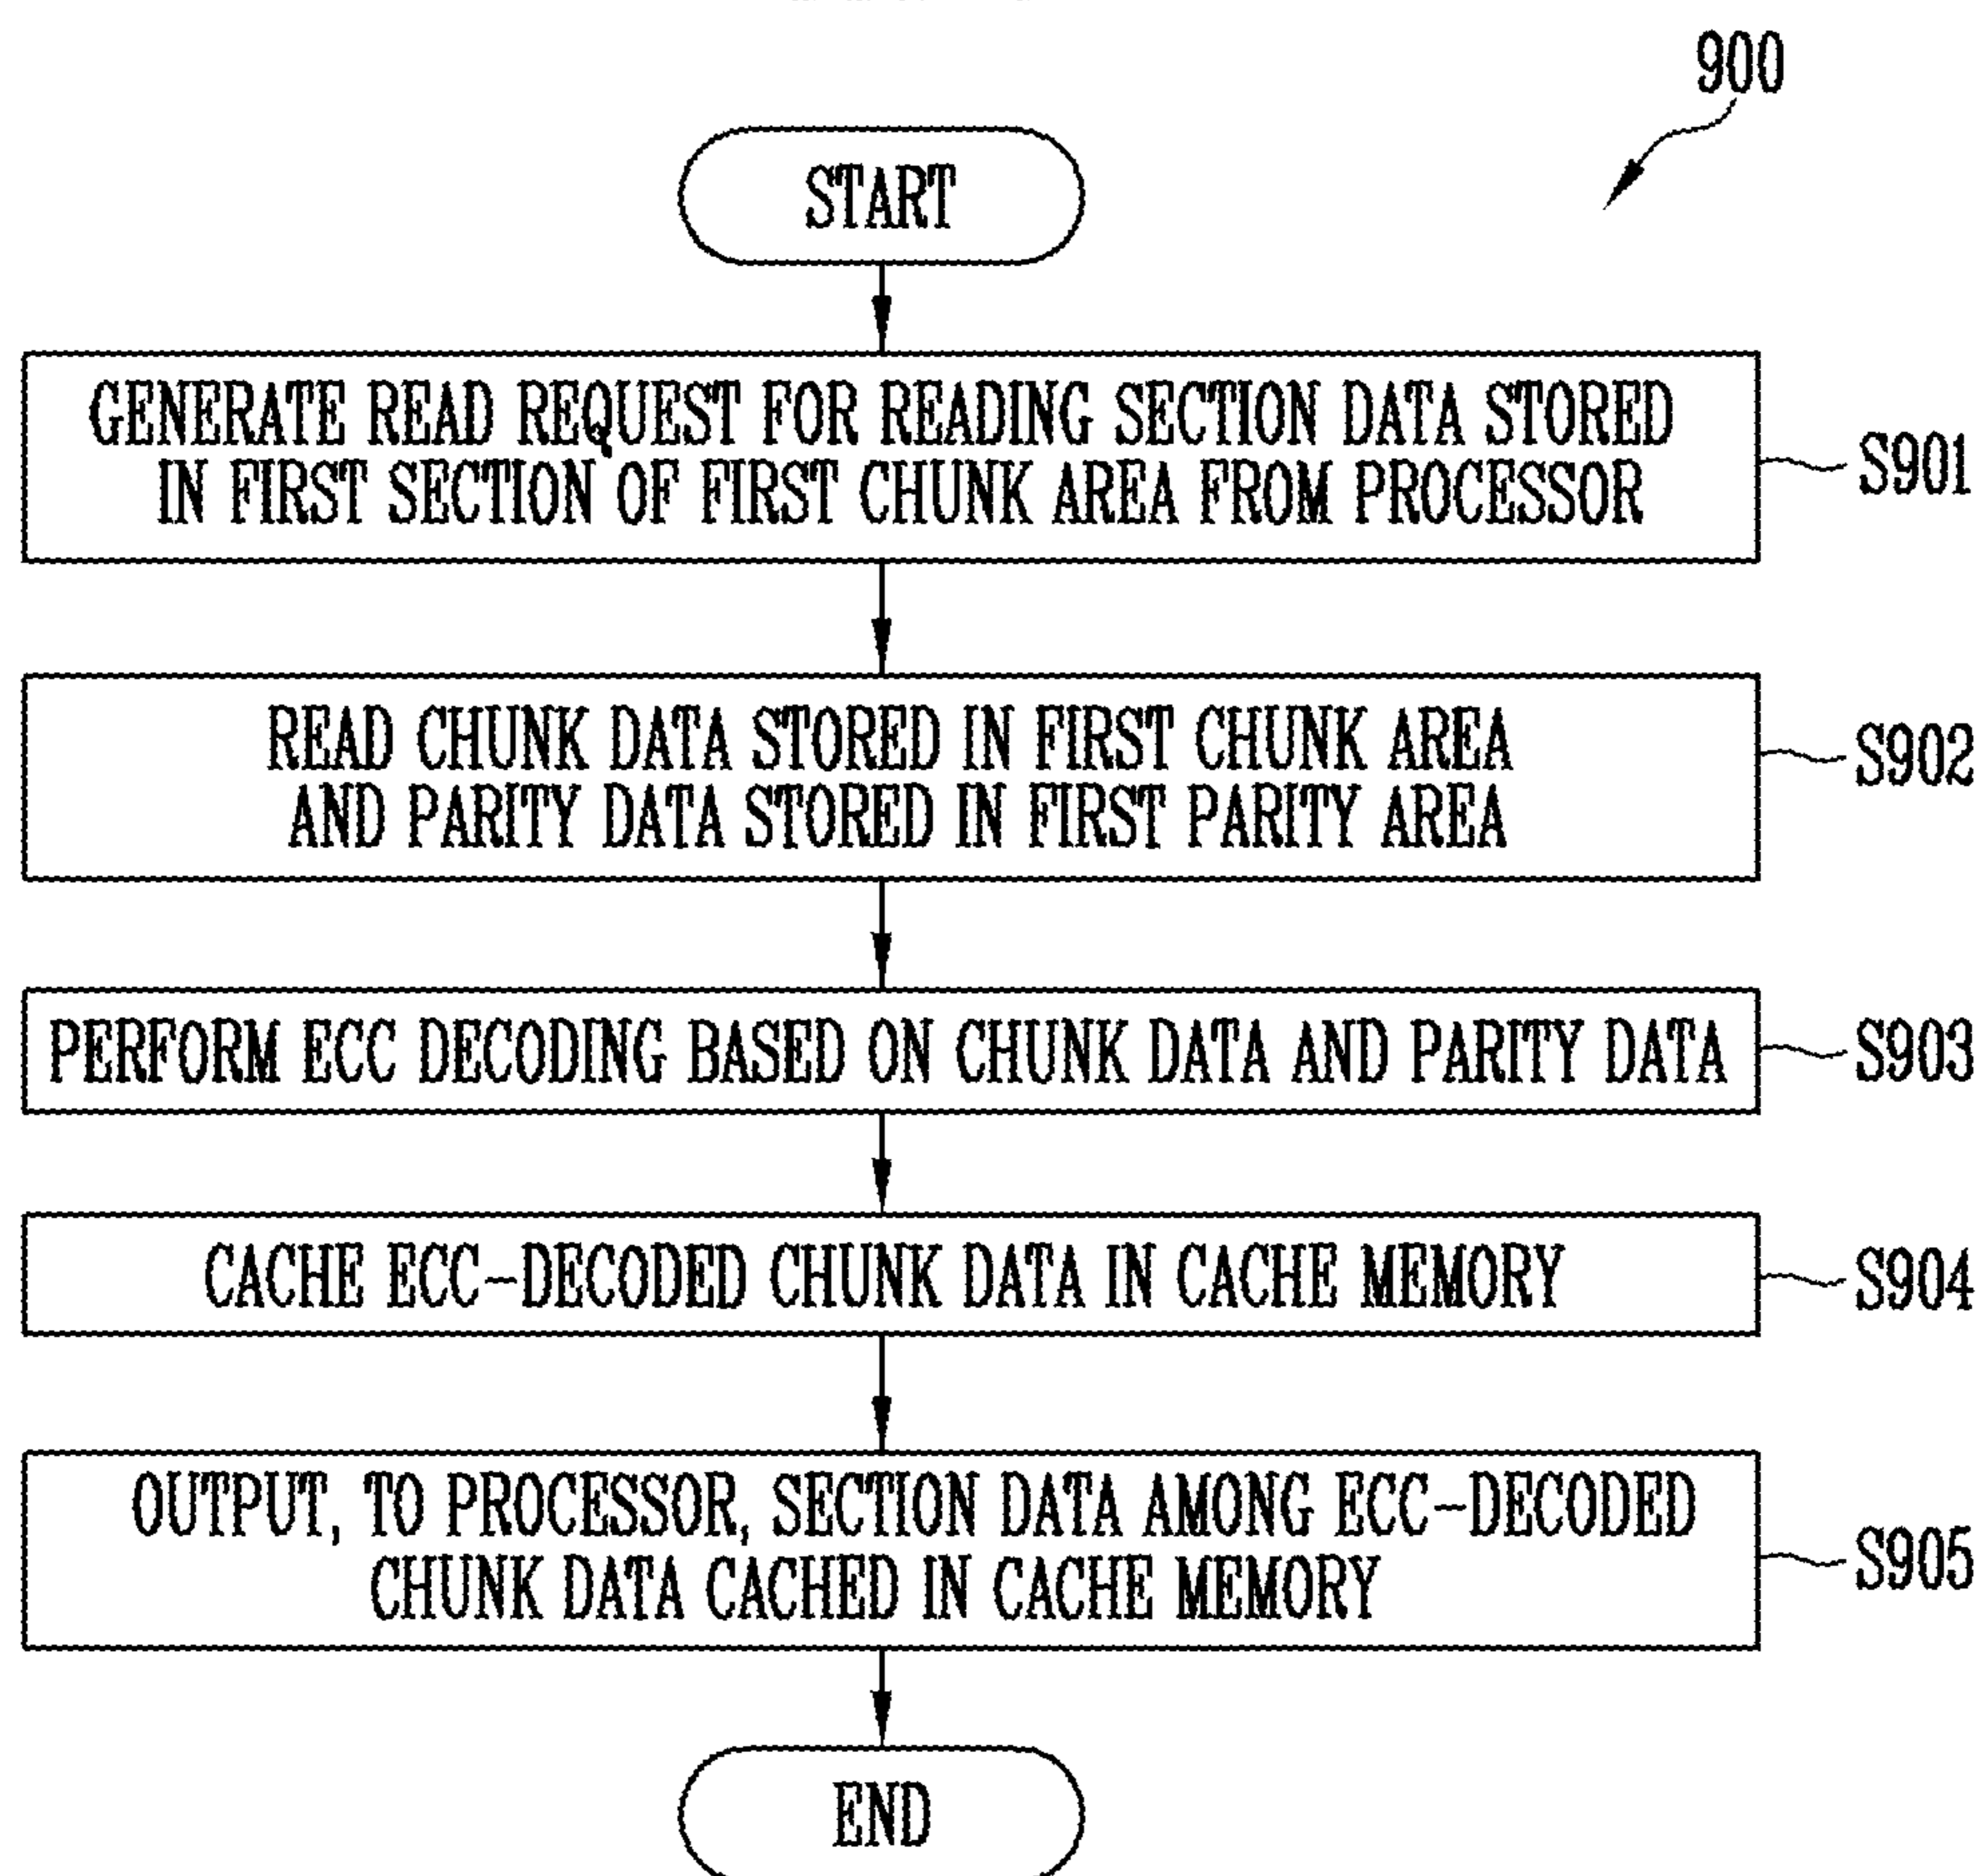 900
START
GENERATE READ REQUEST FOR READING SECTION DATA STORED
IN FIRST SECTION OF FIRST CHUNK AREA FROM PROCESSOR
S901
READ CHUNK DATA STORED IN FIRST CHUNK AREA
AND PARITY DATA STORED IN FIRST PARITY AREA
S902
PERFORM ECC DECODING BASED ON CHUNK DATA AND PARITY DATA
S903
CACHE ECC-DECODED CHUNK DATA IN CACHE MEMORY
S904
OUTPUT, TO PROCESSOR, SECTION DATA AMONG ECC-DECODED
CHUNK DATA CACHED IN CACHE MEMORY
S905
END